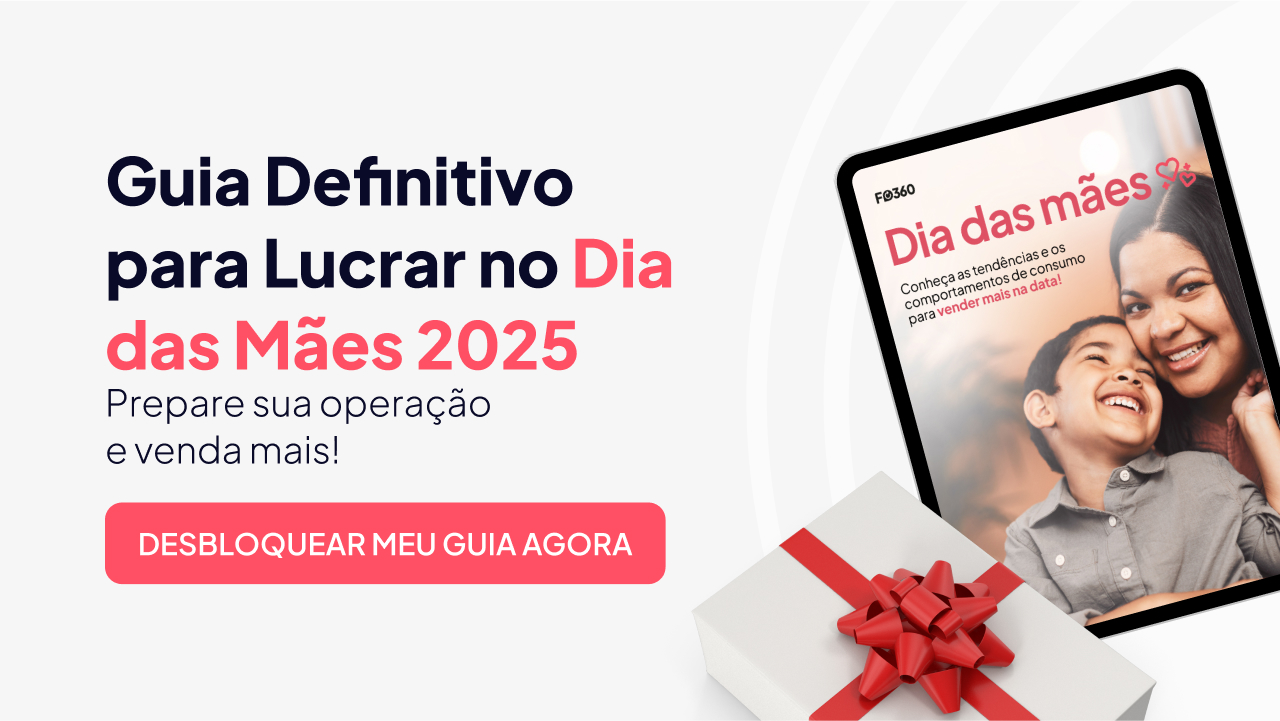 Guia Definitivo
para Lucrar no Dia
das Mães 2025
Prepare sua operação
e venda mais!
DESBLOQUEAR MEU GUIA AGORA
FO360
Dia das mães
Conheça as tendências e os
comportamentos de consumo
para vender mais na data!